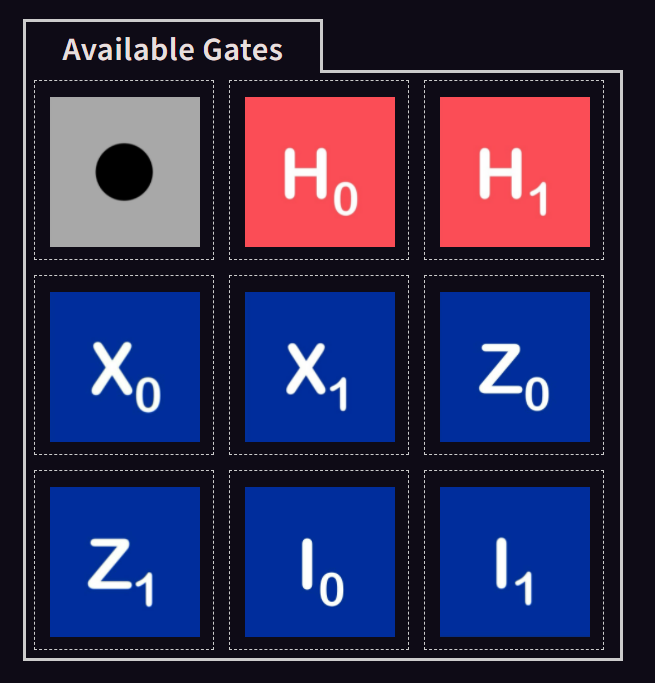 Available Gates
H₀ H₁
X₀ X₁ Z₀
Z₁ I₀ I₁